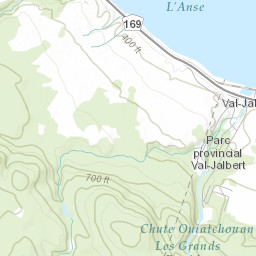 L'Anse
169
400 ft
Val-Jal
Parc
provincial
Val-Jalbert
700 ft
Chute Ouiatchouan
Les Grands